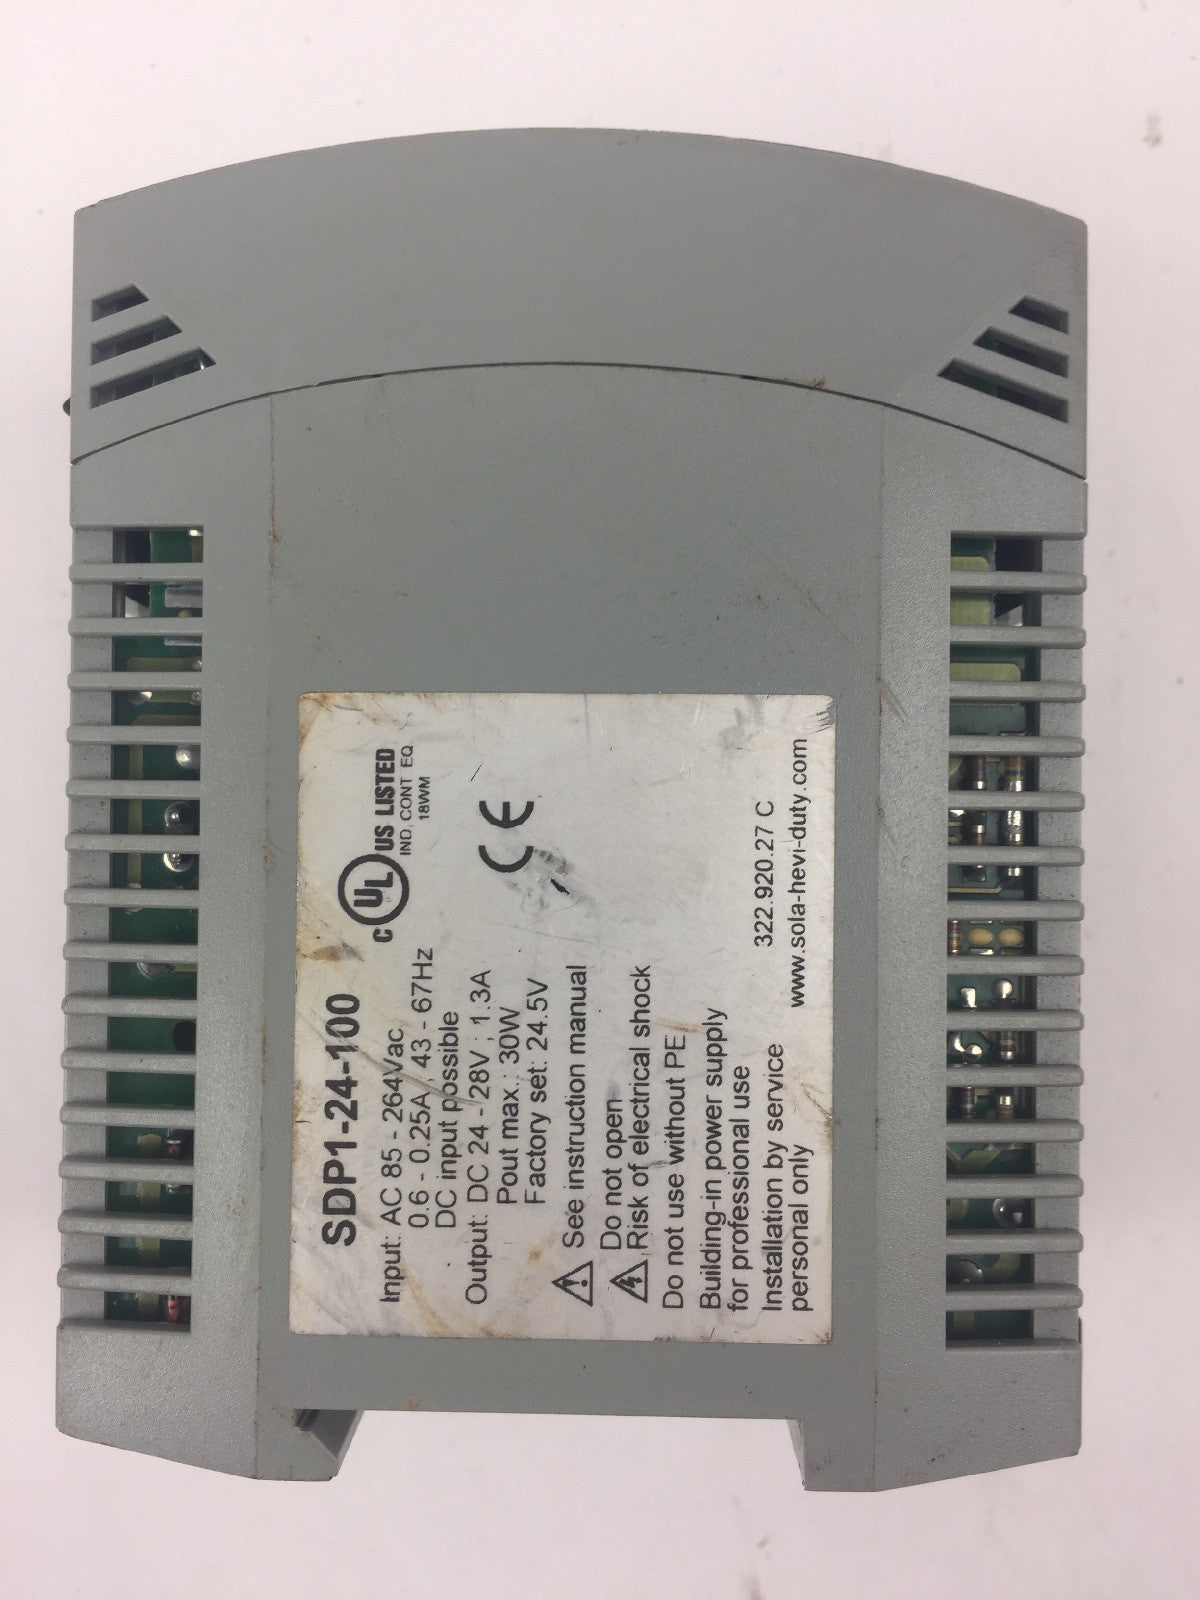 SDP1-24-100
Input: AC 85 - 264Vac
0.6 - 0.25A, 43 - 67Hz
DC input possible
Output: DC 24 - 28V ; 1.3A
Pout max.: 30W
Factory set: 24.5V
C UL US LISTED
IND. CONT EQ
18WM
CE
See instruction manual
Do not open
Risk of electrical shock
Do not use without PE
Building-in power supply
for professional use
Installation by service
personal only
322.920.27 C
www.sola-hevi-duty.com